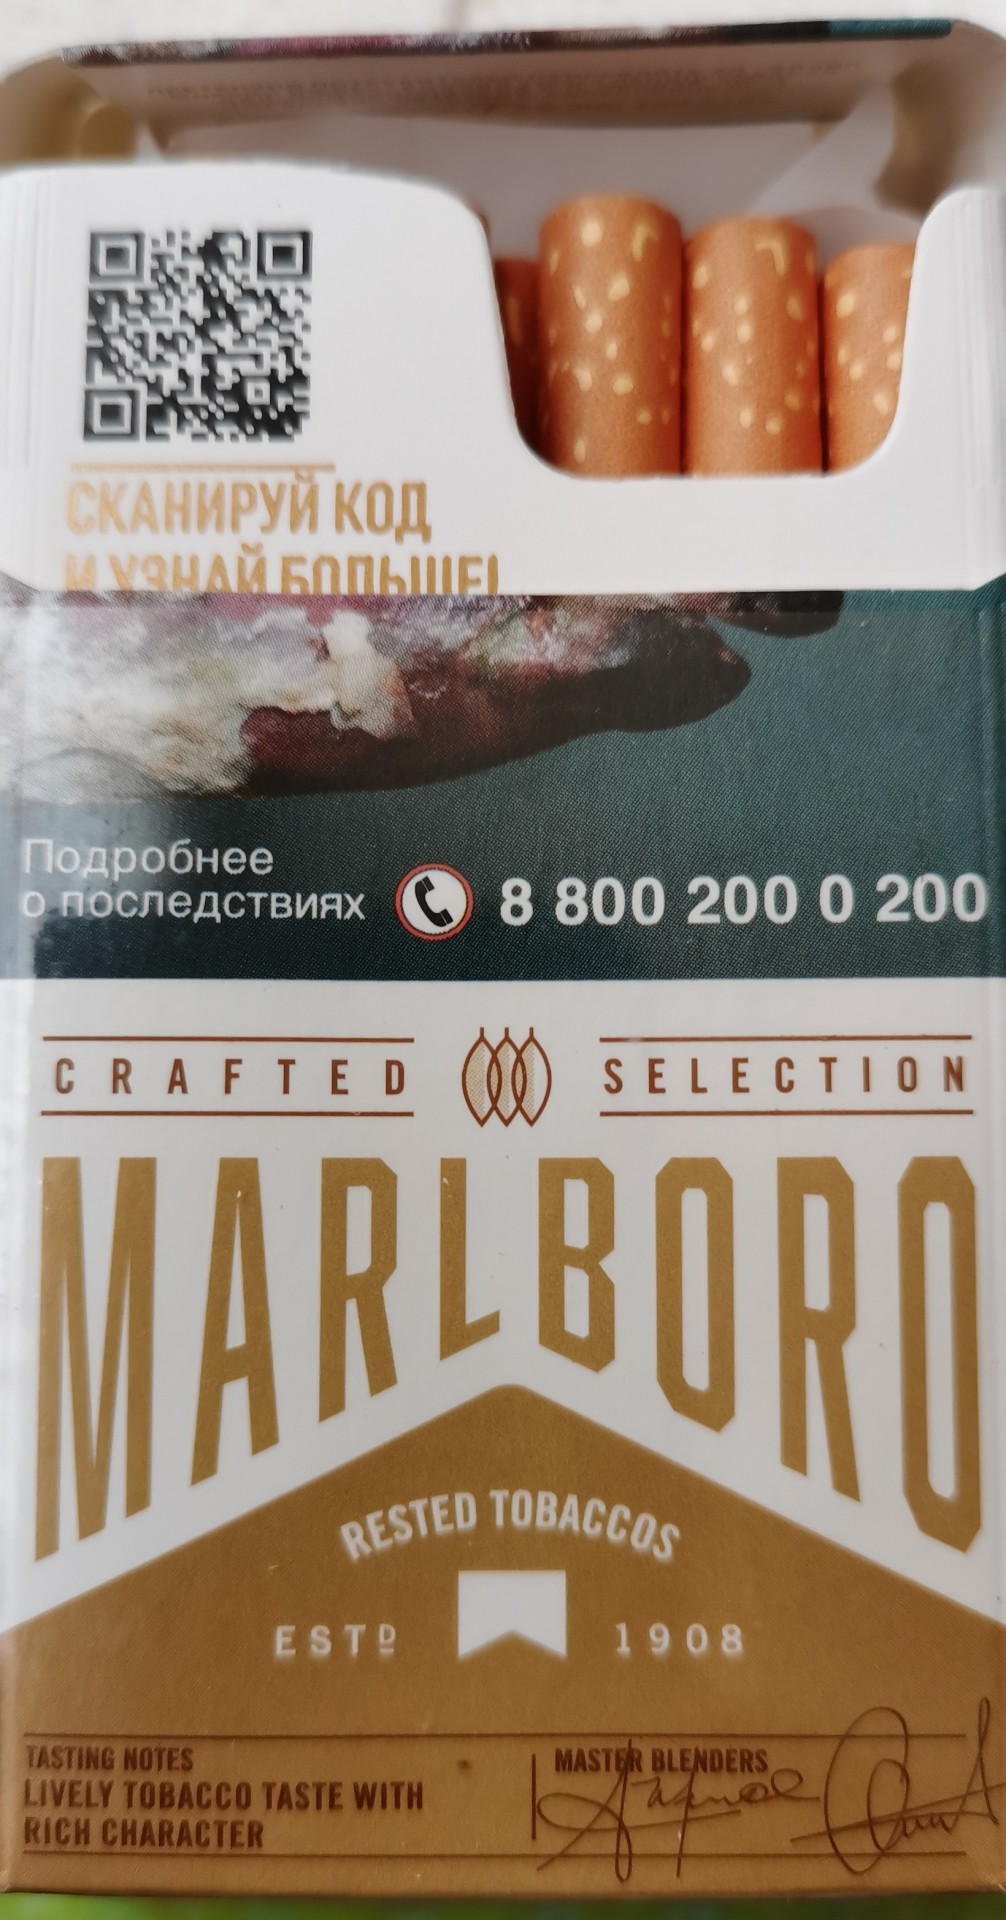 СКАНИРУЙ КОД
И УЗНАЙ БОЛЬШЕ!
Подробнее
о последствиях
8 800 200 0 200
CRAFTED SELECTION
MARLBORO
RESTED TOBACCOS
ESTD 1908
TASTING NOTES
LIVELY TOBACCO TASTE WITH
RICH CHARACTER
MASTER BLENDERS